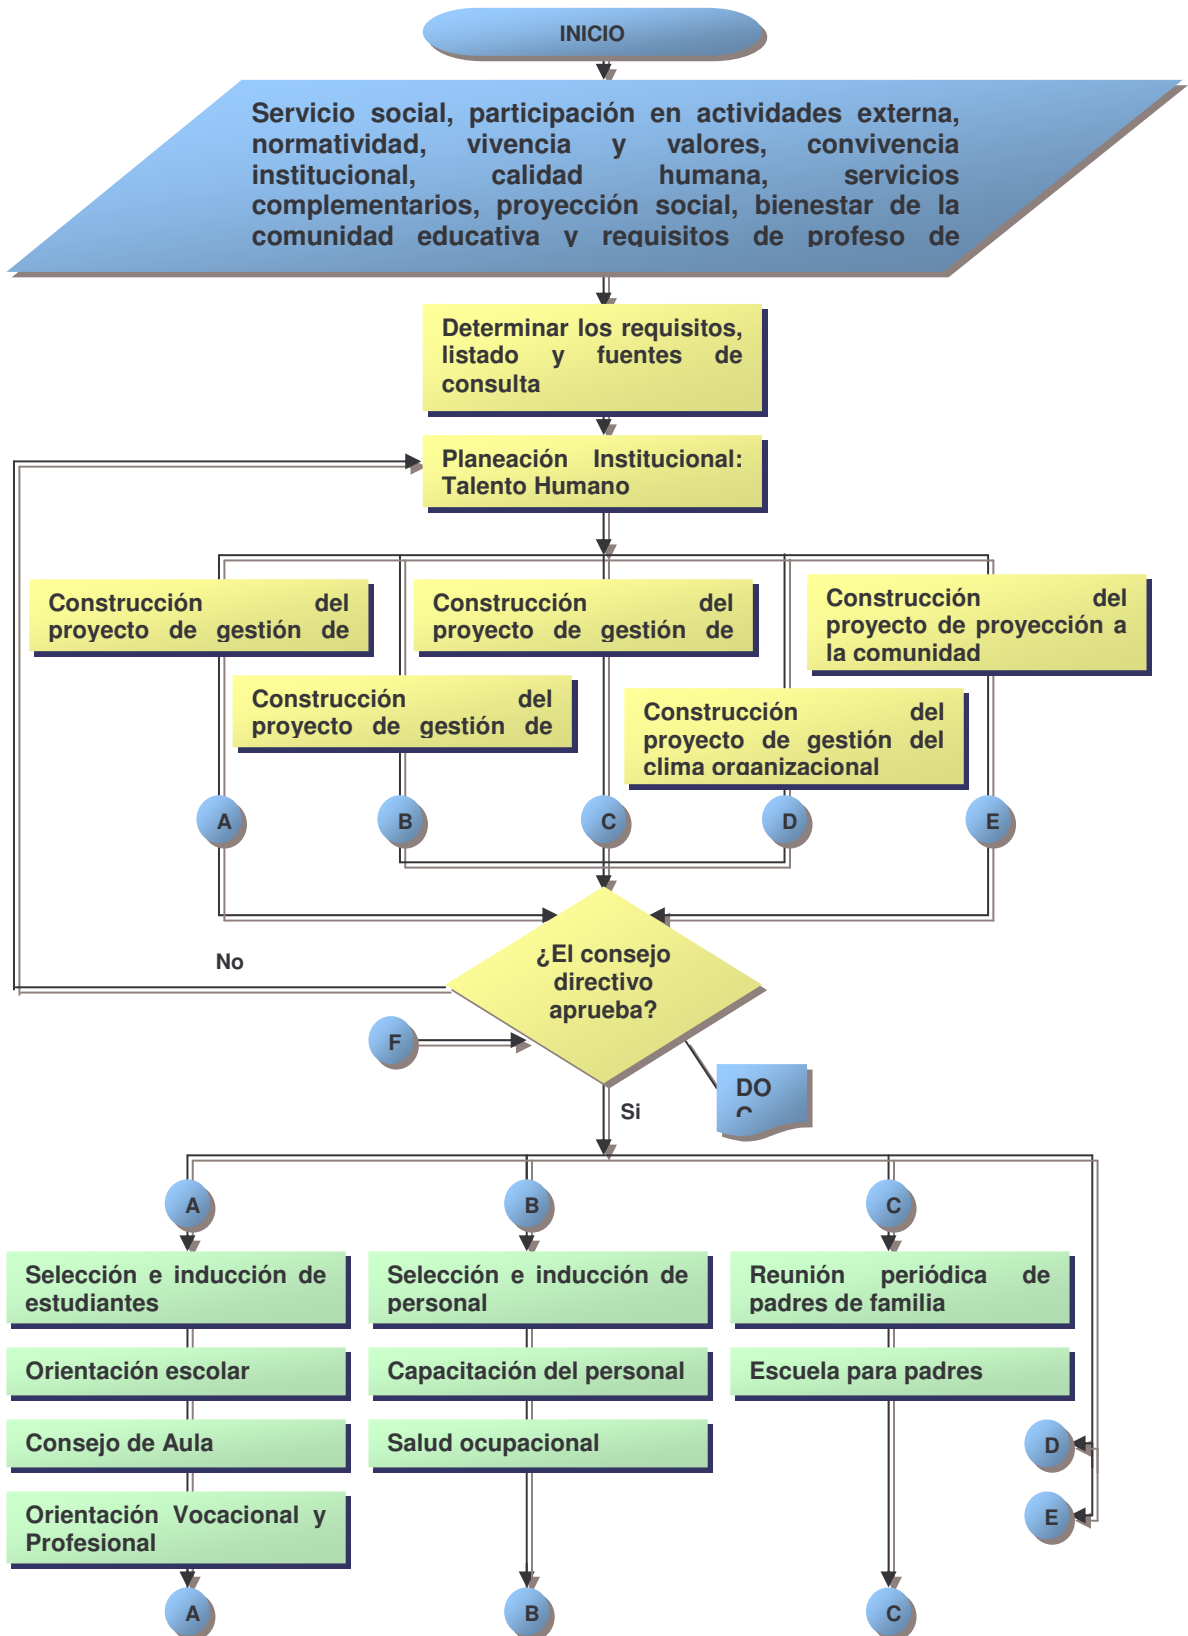 INICIO
Servicio social, participación en actividades externa,
normatividad, vivencia y valores, convivencia
institucional, calidad humana, servicios
complementarios, proyección social, bienestar de la
comunidad educativa y requisitos de profeso de
Determinar los requisitos,
listado y fuentes de
consulta
Planeación Institucional:
Talento Humano
Construcción del
proyecto de gestión de
Construcción del
proyecto de gestión de
Construcción del
proyecto de proyección a
la comunidad
Construcción del
proyecto de gestión de
Construcción del
proyecto de gestión del
clima organizacional
A
B
C
D
E
¿El consejo
directivo
aprueba?
No
F
DO
C
Si
A
B
C
Selección e inducción de
estudiantes
Selección e inducción de
personal
Reunión periódica de
padres de familia
Orientación escolar
Capacitación del personal
Escuela para padres
Consejo de Aula
Salud ocupacional
D
Orientación Vocacional y
Profesional
E
A
B
C